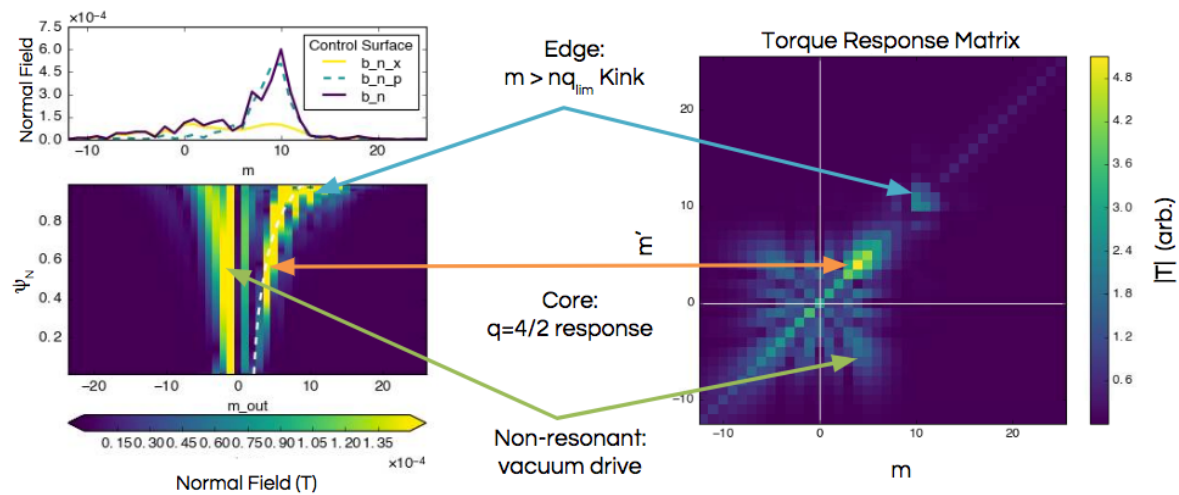 ×10⁻⁴
7.5
6.0
4.5
3.0
1.5
0.0
Normal Field
Control Surface
b_n_x
b_n_p
b_n
-10
0
10
20
m
0.8
0.6
0.4
0.2
ψN
-20
-10
0
10
20
m_out
0.15 0.30 0.45 0.60 0.75 0.90 1.05 1.20 1.35
×10⁻⁴
Normal Field (T)
Edge:
m > nqlim Kink
Core:
q=4/2 response
Non-resonant:
vacuum drive
Torque Response Matrix
20
10
0
-10
m'
-10
0
10
20
m
4.8
4.2
3.6
3.0
2.4
1.8
1.2
0.6
|T| (arb.)